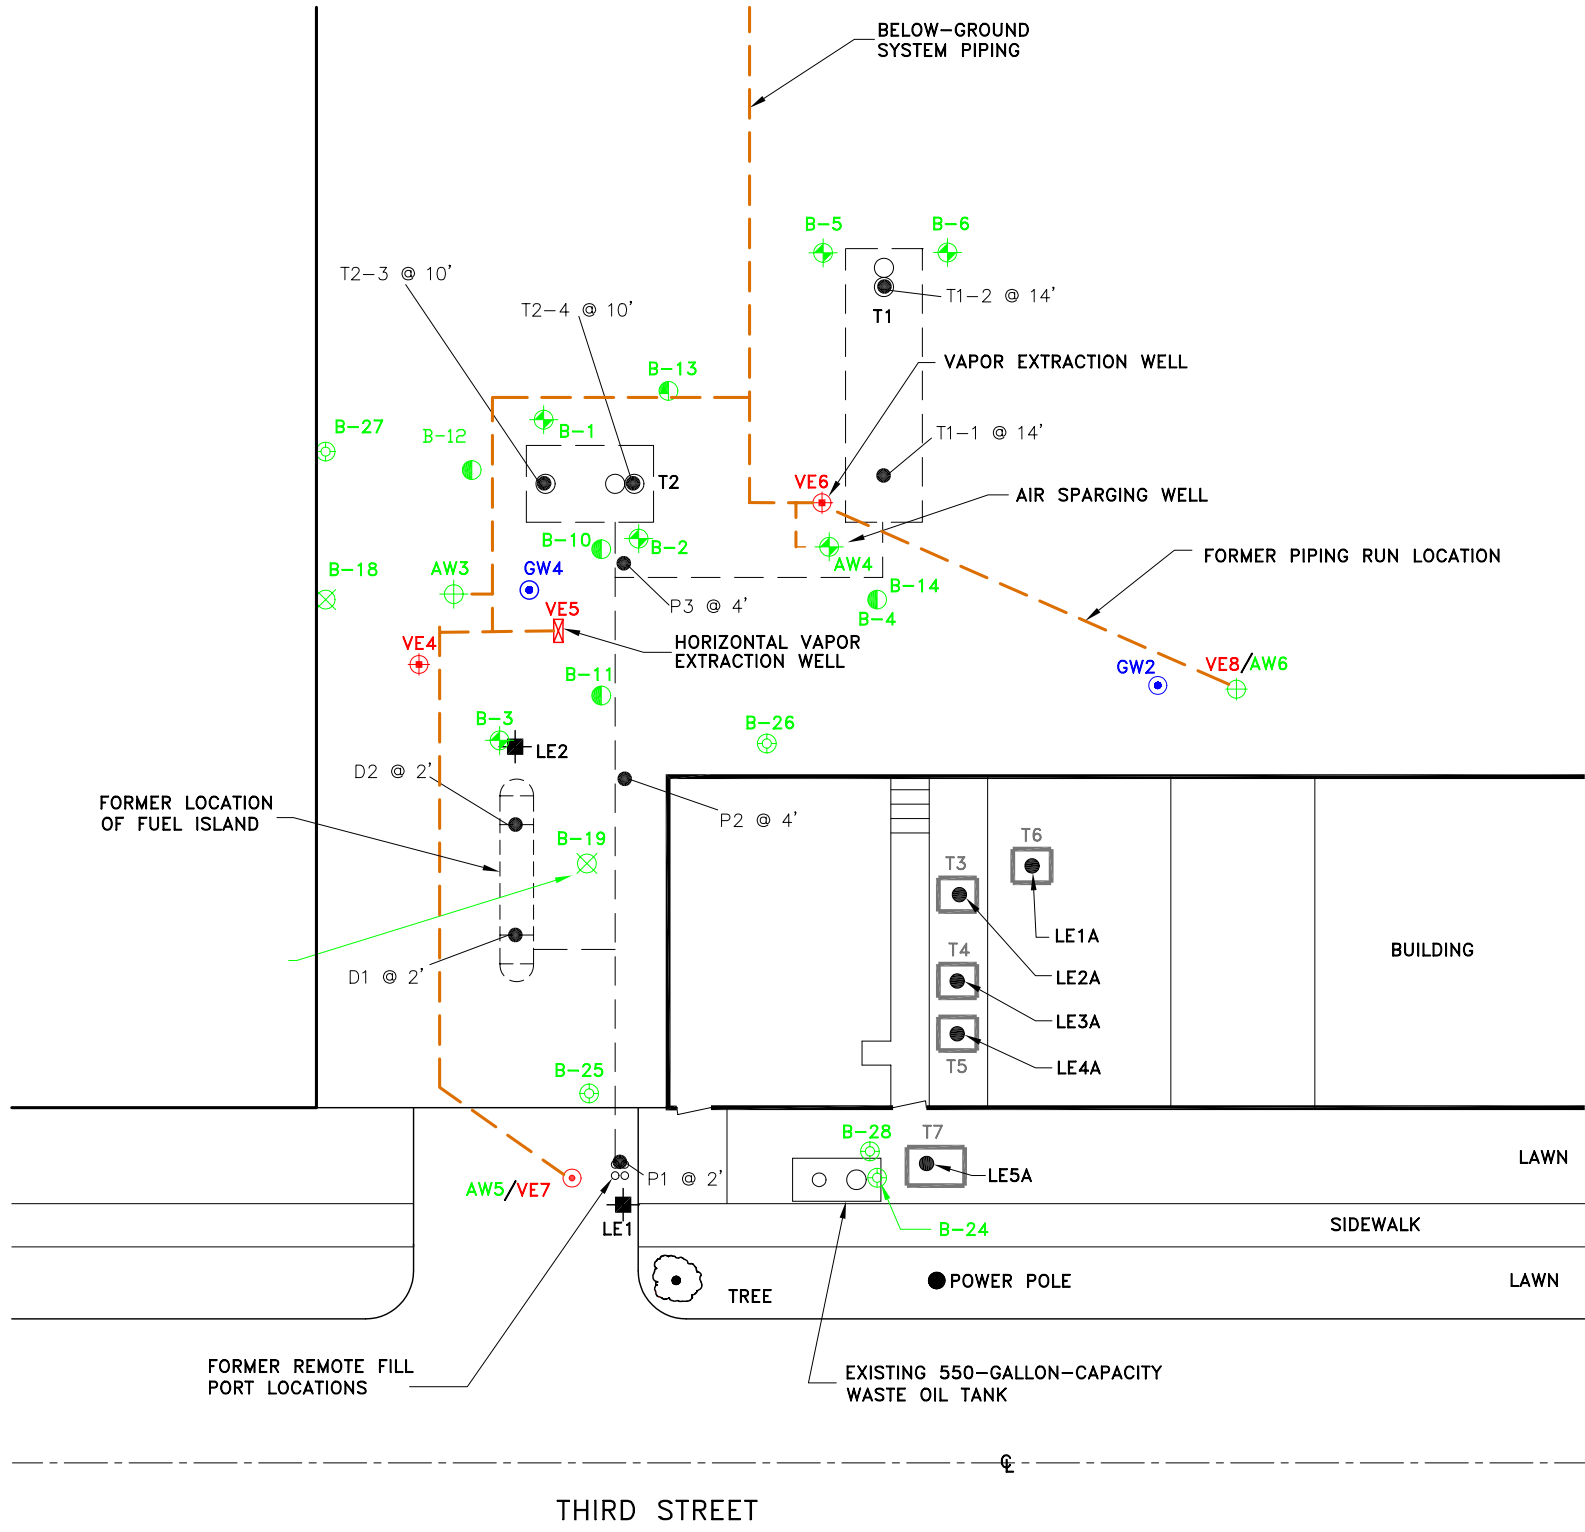 BELOW-GROUND
SYSTEM PIPING
B-5
B-6
T2-3 @ 10'
T2-4 @ 10'
T1-2 @ 14'
T1
B-13
VAPOR EXTRACTION WELL
B-27
B-12
B-1
T1-1 @ 14'
T2
VE6
AIR SPARGING WELL
B-10
B-2
AW4
FORMER PIPING RUN LOCATION
B-18
AW3
GW4
VE5
P3 @ 4'
B-14
B-4
VE4
HORIZONTAL VAPOR
EXTRACTION WELL
B-11
GW2
VE8/AW6
B-3
LE2
B-26
D2 @ 2'
FORMER LOCATION
OF FUEL ISLAND
P2 @ 4'
B-19
T6
T3
LE1A
T4
BUILDING
D1 @ 2'
LE2A
LE3A
B-25
T5
LE4A
B-28
T7
LAWN
AW5/VE7
P1 @ 2'
LE5A
LE1
B-24
SIDEWALK
TREE
POWER POLE
LAWN
FORMER REMOTE FILL
PORT LOCATIONS
EXISTING 550-GALLON-CAPACITY
WASTE OIL TANK
℄
THIRD STREET